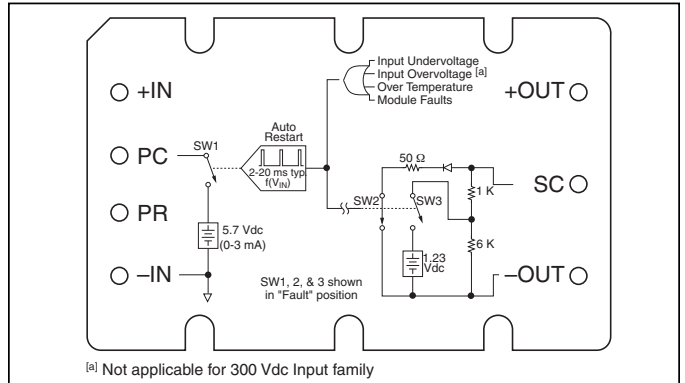 Input Undervoltage
Input Overvoltage [a]
Over Temperature
Module Faults
+IN
+OUT
Auto
Restart
2-20 ms typ.
f(VIN)
PC
SW1
50 Ω
SC
1 K
SW2
SW3
PR
5.7 Vdc
(0-3 mA)
6 K
1.23
Vdc
–IN
–OUT
SW1, 2, & 3 shown
in "Fault" position
[a] Not applicable for 300 Vdc Input family